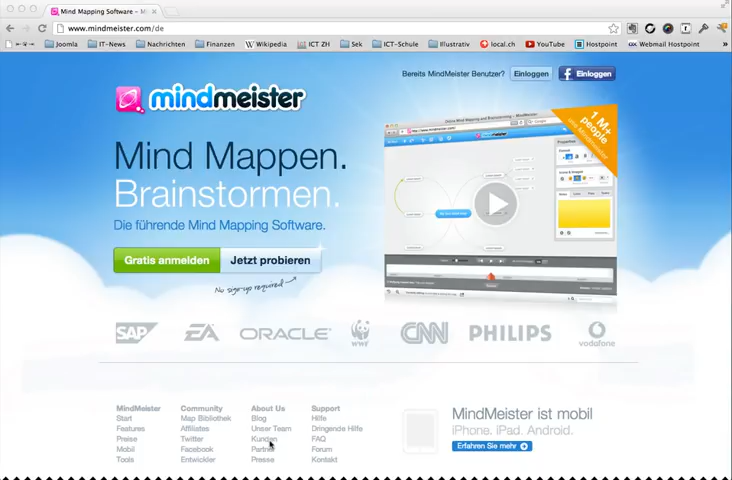 Mind Mapping Software – M
www.mindmeister.com/de
Joomla IT-News Nachrichten Finanzen Wikipedia ICT ZH Sek ICT-Schule Illustrativ local.ch YouTube Hostpoint Webmail Hostpoint
Bereits MindMeister Benutzer? Einloggen Einloggen
mindmeister
1 M+
people
Mind Mappen.
Brainstormen.
Die führende Mind Mapping Software.
Gratis anmelden Jetzt probieren
No sign-up required
SAP EA ORACLE WWF CNN PHILIPS vodafone
MindMeister Community About Us Support
Start Map Bibliothek Blog Hilfe
Features Affiliates Unser Team Dringende Hilfe
Preise Twitter Kunden FAQ
Mobil Facebook Partner Forum
Tools Entwickler Presse Kontakt
MindMeister ist mobil
iPhone. iPad. Android.
Erfahren Sie mehr